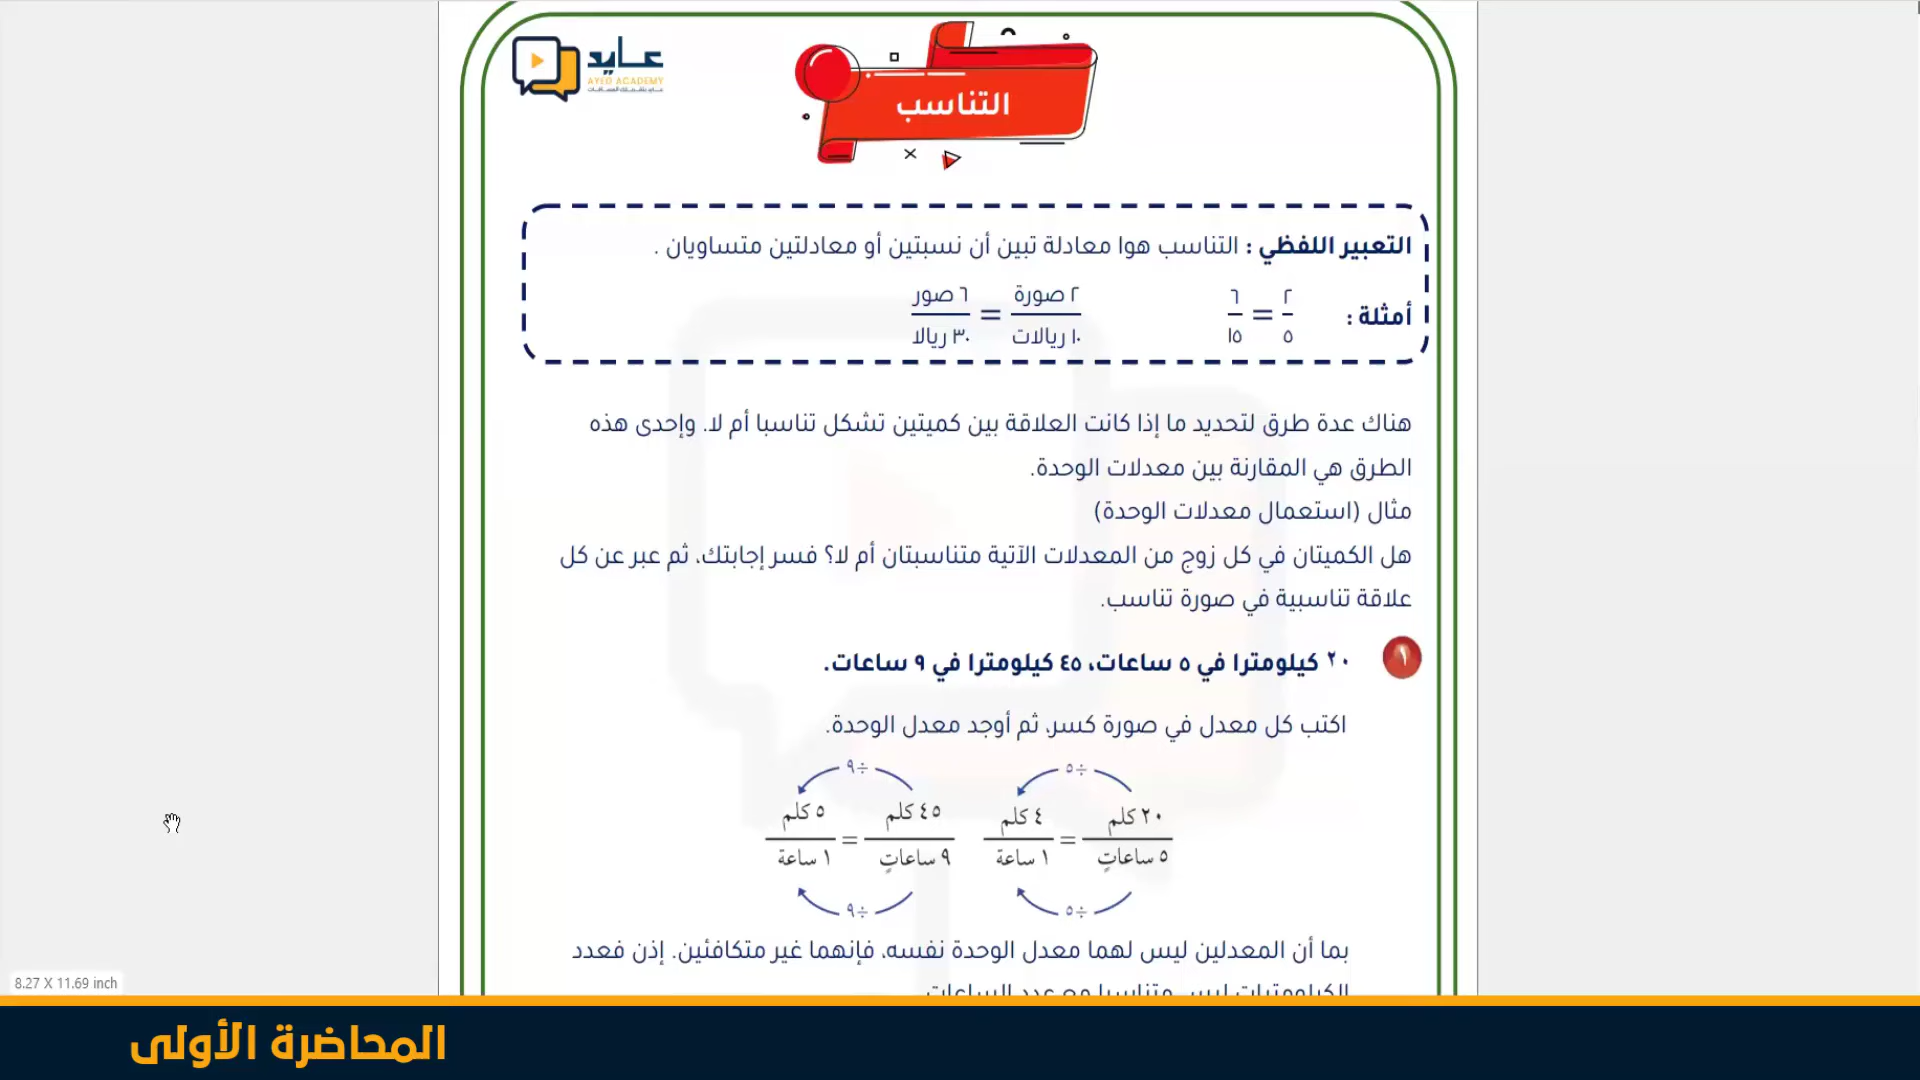 عايد
AYED ACADEMY
التناسب
التعبير اللفظي : التناسب هوا معادلة تبين أن نسبتين أو معادلتين متساويان .
أمثلة : ٢/٥ = ٦/١٥ ٢ صورة/١٠ ريالات = ٦ صور/٣٠ ريالا
هناك عدة طرق لتحديد ما إذا كانت العلاقة بين كميتين تشكل تناسبا أم لا. وإحدى هذه
الطرق هي المقارنة بين معدلات الوحدة.
مثال (استعمال معدلات الوحدة)
هل الكميتان في كل زوج من المعدلات الآتية متناسبتان أم لا؟ فسر إجابتك، ثم عبر عن كل
علاقة تناسبية في صورة تناسب.
١ ٢٠ كيلومترا في ٥ ساعات، ٤٥ كيلومترا في ٩ ساعات.
اكتب كل معدل في صورة كسر، ثم أوجد معدل الوحدة.
÷٥ ÷٩
٢٠ كلم/٥ ساعاتٍ = ٤ كلم/١ ساعة ٤٥ كلم/٩ ساعاتٍ = ٥ كلم/١ ساعة
÷٥ ÷٩
بما أن المعدلين ليس لهما معدل الوحدة نفسه، فإنهما غير متكافئين. إذن فعدد
الكيلومترات ليس متناسبا مع عدد الساعات
8.27 X 11.69 inch
المحاضرة الأولى